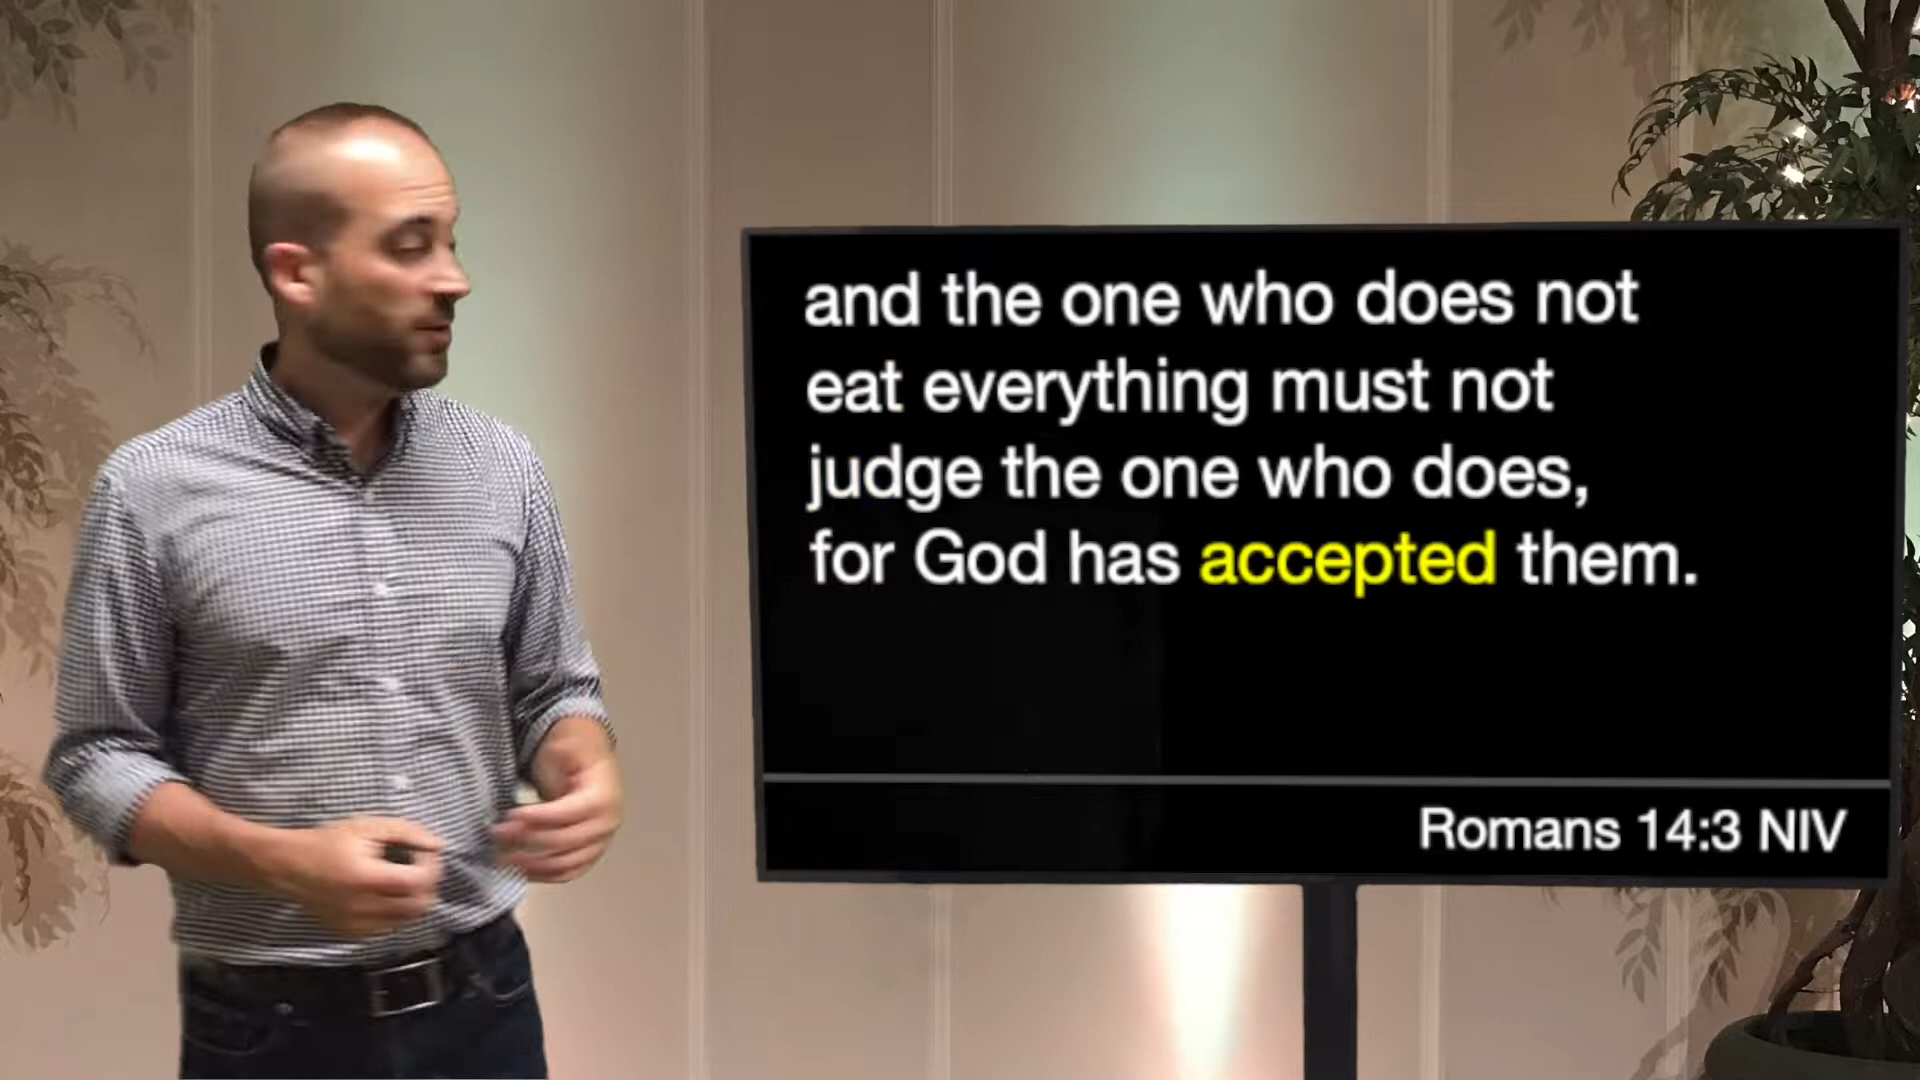 and the one who does not
eat everything must not
judge the one who does,
for God has accepted them.
Romans 14:3 NIV